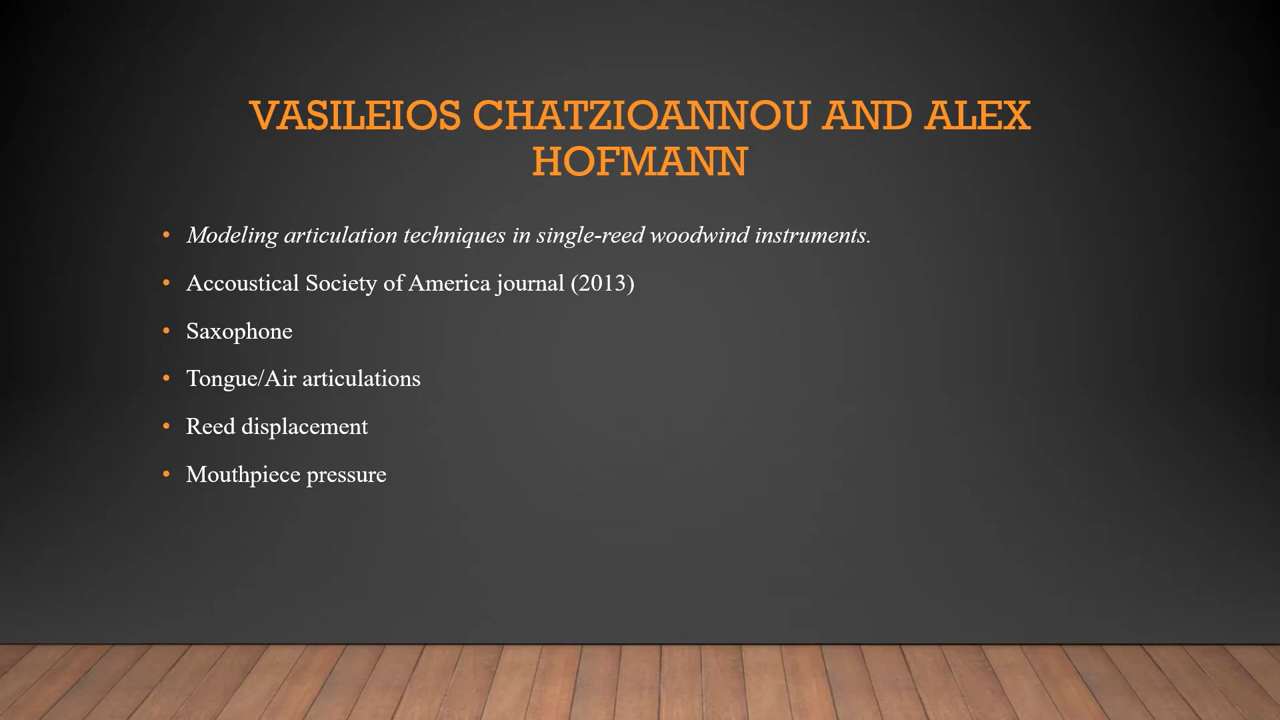 VASILEIOS CHATZIOANNOU AND ALEX
HOFMANN
• Modeling articulation techniques in single-reed woodwind instruments.
• Accoustical Society of America journal (2013)
• Saxophone
• Tongue/Air articulations
• Reed displacement
• Mouthpiece pressure